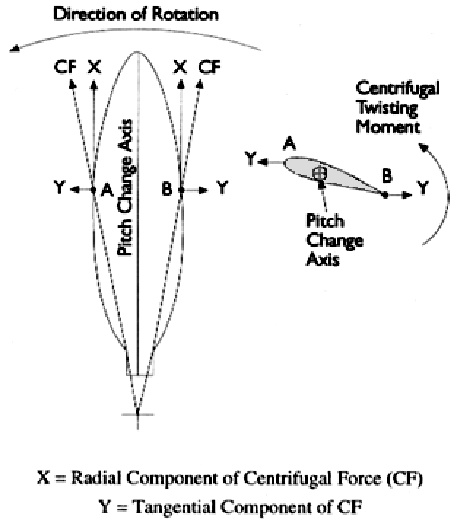 Direction of Rotation
CF X X CF
Centrifugal
Twisting
Moment
Pitch Change Axis
A
Y A B Y
Y B Y
Pitch
Change
Axis
X = Radial Component of Centrifugal Force (CF)
Y = Tangential Component of CF